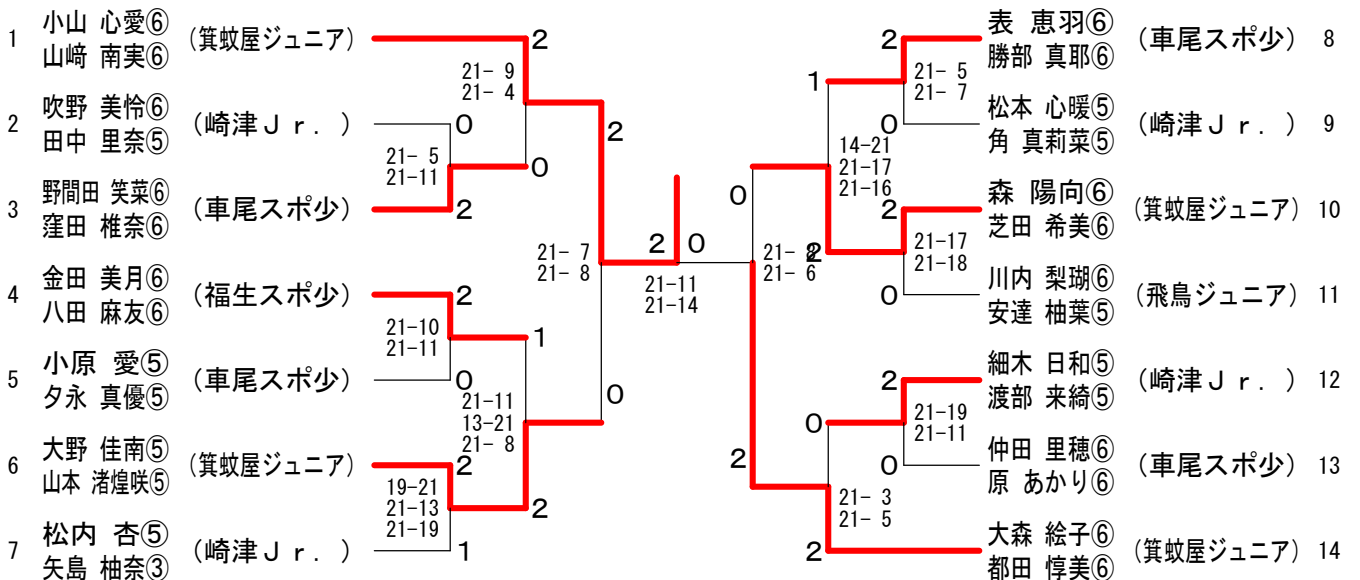 1 小山 心愛⑥ (箕蚊屋ジュニア)
山﨑 南実⑥
2
21- 9
21- 4
2 吹野 美怜⑥ (崎津Ｊｒ.)
田中 里奈⑤
0
21- 5
21-11
0
3 野間田 笑菜⑥ (車尾スポ少)
窪田 椎奈⑥
2
2
21- 7
21- 8
4 金田 美月⑥ (福生スポ少)
八田 麻友⑥
2
21-10
21-11
1
5 小原 愛⑤ (車尾スポ少)
夕永 真優⑤
0
21-11
13-21
21- 8
0
6 大野 佳南⑤ (箕蚊屋ジュニア)
山本 渚煌咲⑤
2
19-21
21-13
21-19
2
7 松内 杏⑤ (崎津Ｊｒ.)
矢島 柚奈③
1
2 0
21-11
21-14
表 恵羽⑥ (車尾スポ少) 8
勝部 真耶⑥
2
21- 5
21- 7
1
松本 心暖⑤ (崎津Ｊｒ.) 9
角 真莉菜⑤
0
14-21
21-17
21-16
0
森 陽向⑥ (箕蚊屋ジュニア) 10
芝田 希美⑥
2
21-17
21-18
2
21- 8
21- 6
川内 梨瑚⑥ (飛鳥ジュニア) 11
安達 柚葉⑤
0
細木 日和⑤ (崎津Ｊｒ.) 12
渡部 来綺⑤
2
21-19
21-11
0
仲田 里穂⑥ (車尾スポ少) 13
原 あかり⑥
0
2
21- 3
21- 5
大森 絵子⑥ (箕蚊屋ジュニア) 14
都田 惇美⑥
2